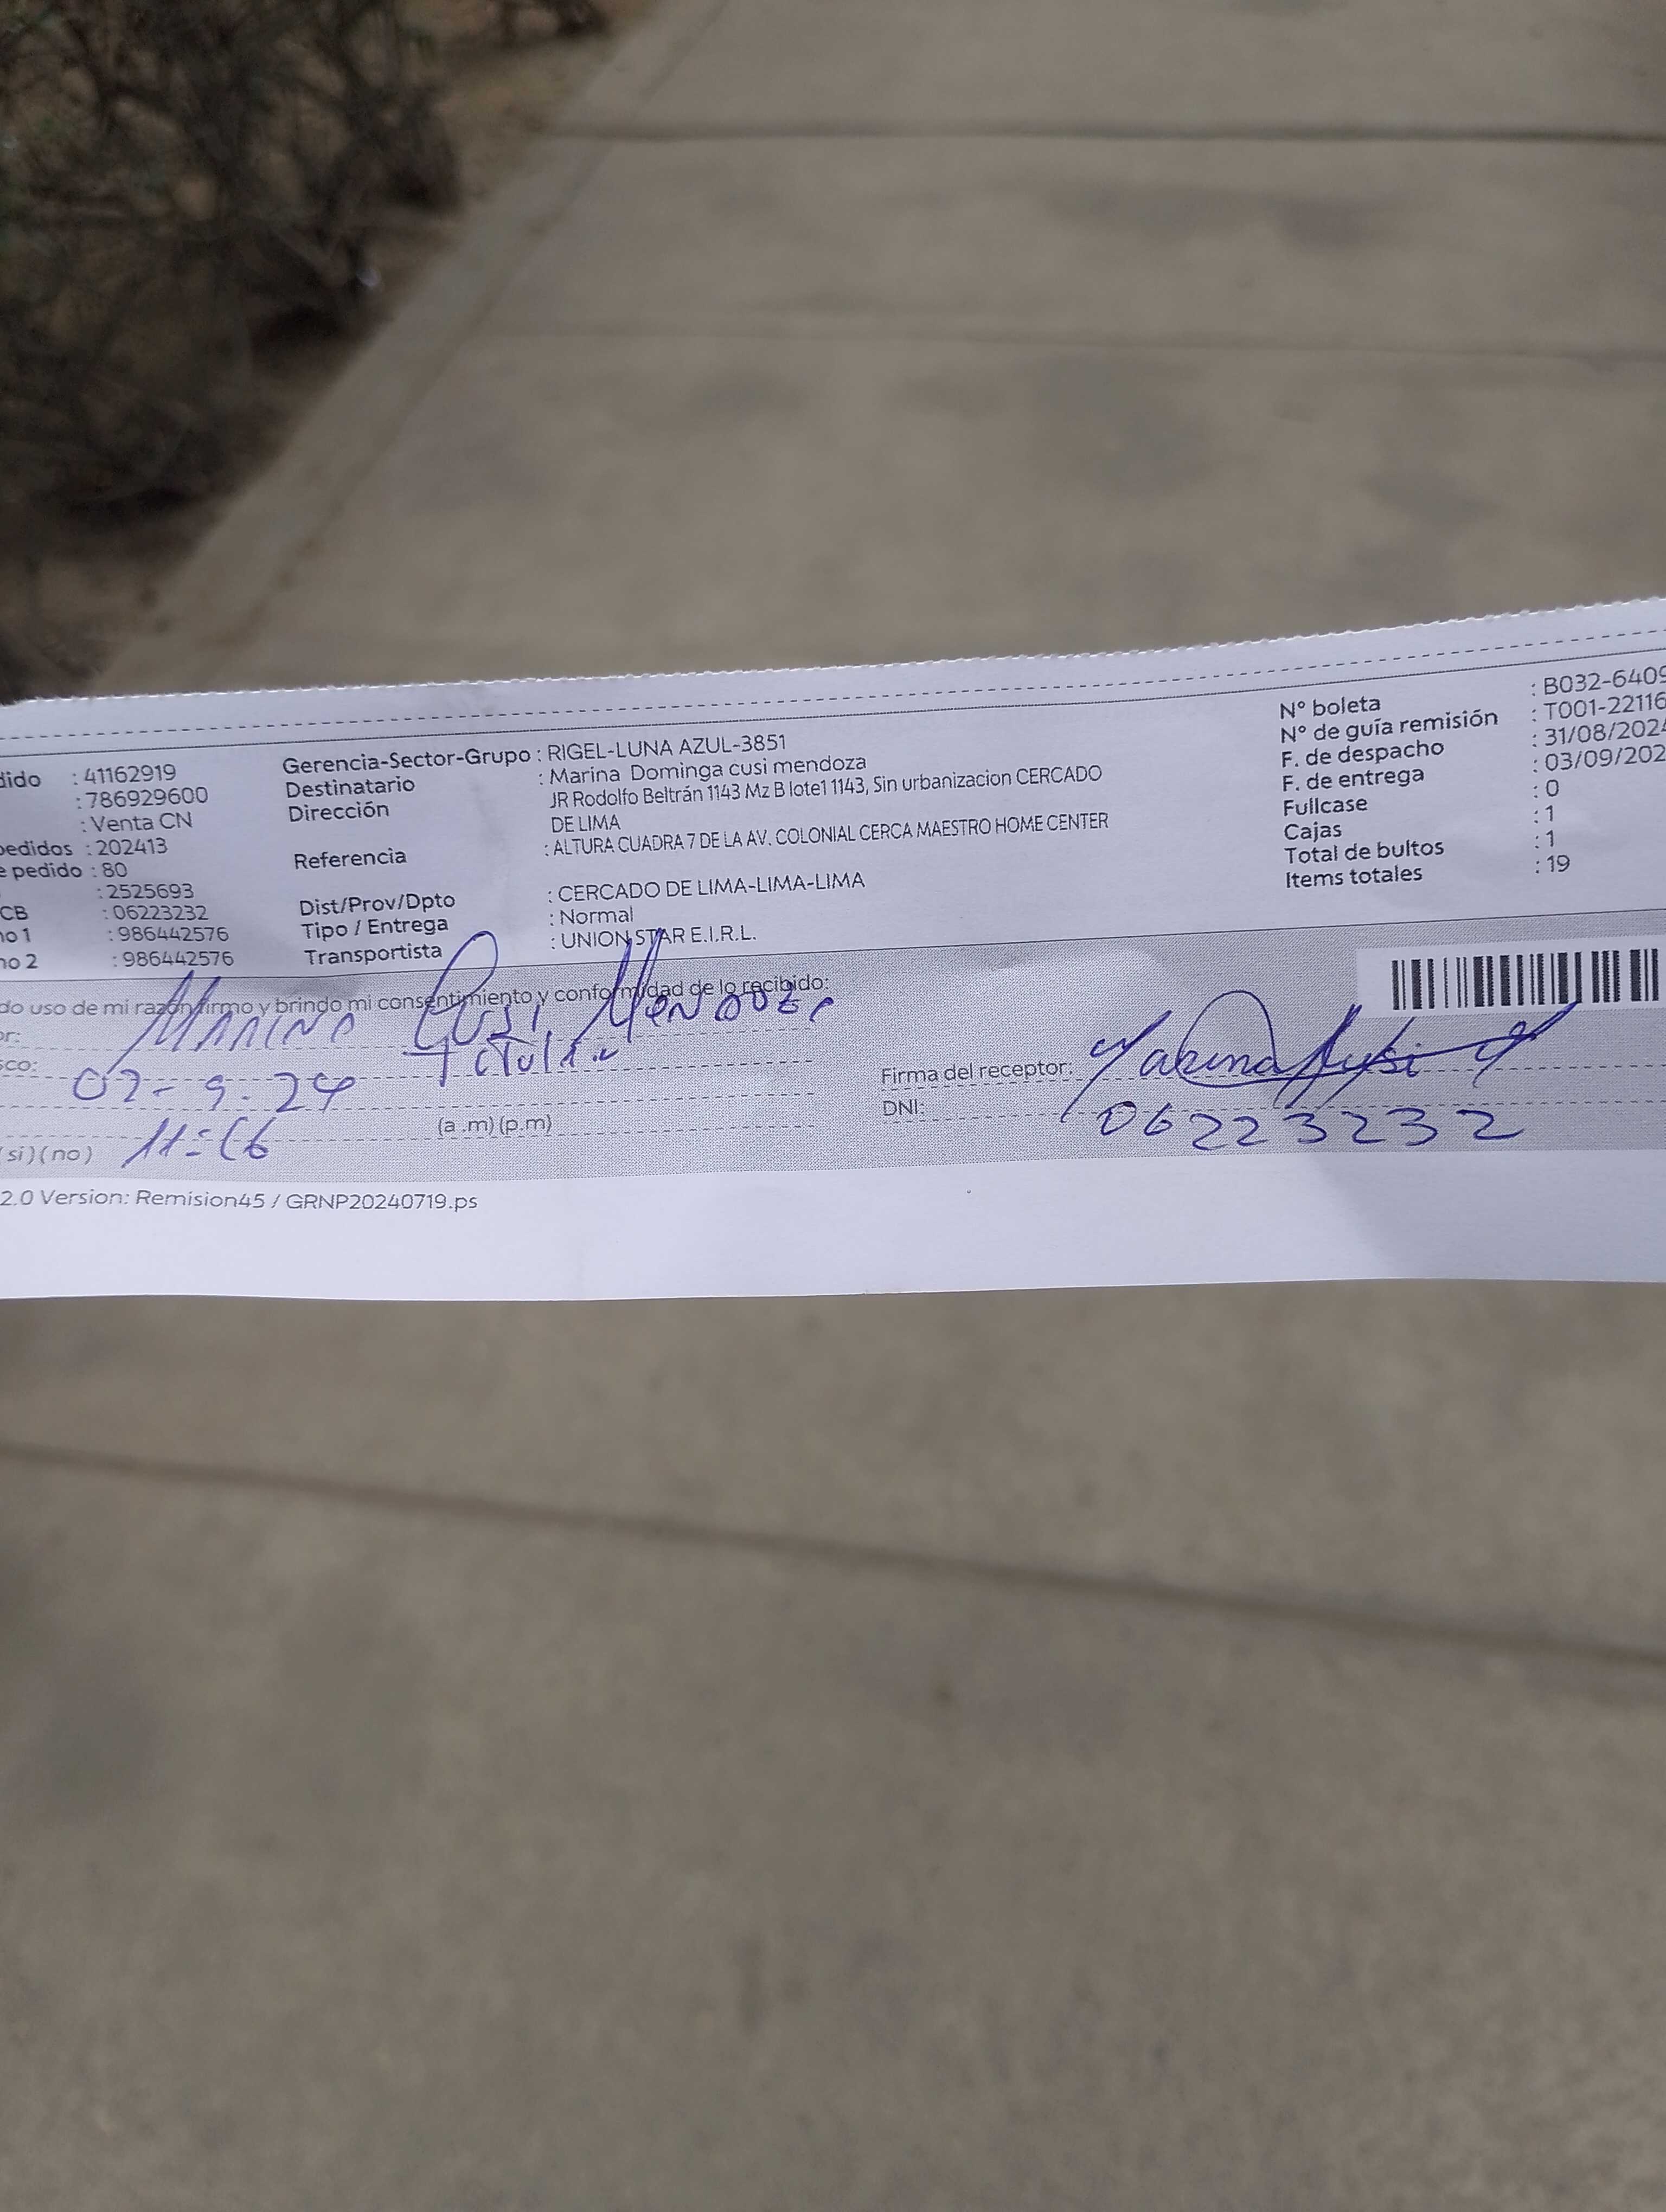 dido : 41162919
: 786929600
: Venta CN
pedidos : 202413
e pedido : 80
: 2525693
CB : 06223232
no 1 : 986442576
no 2 : 986442576
Gerencia-Sector-Grupo : RIGEL-LUNA AZUL-3851
Destinatario : Marina Dominga cusi mendoza
Dirección JR Rodolfo Beltrán 1143 Mz B lote1 1143, Sin urbanizacion CERCADO
DE LIMA
Referencia : ALTURA CUADRA 7 DE LA AV. COLONIAL CERCA MAESTRO HOME CENTER
Dist/Prov/Dpto : CERCADO DE LIMA-LIMA-LIMA
Tipo / Entrega : Normal
Transportista : UNION STAR E.I.R.L.
N° boleta : B032-6409
N° de guía remisión : T001-22116
F. de despacho : 31/08/2024
F. de entrega : 03/09/202
Fullcase : 0
Cajas : 1
Total de bultos : 1
Items totales : 19
do uso de mi razón firmo y brindo mi consentimiento y conformidad de lo recibido:
or: Marina Cusi Mendoza
sco: Titular
02-9-24
(a .m) (p.m)
si) ( no ) 11:16
Firma del receptor: Marina Cusi
DNI: 06223232
2.0 Version: Remision45 / GRNP20240719.ps